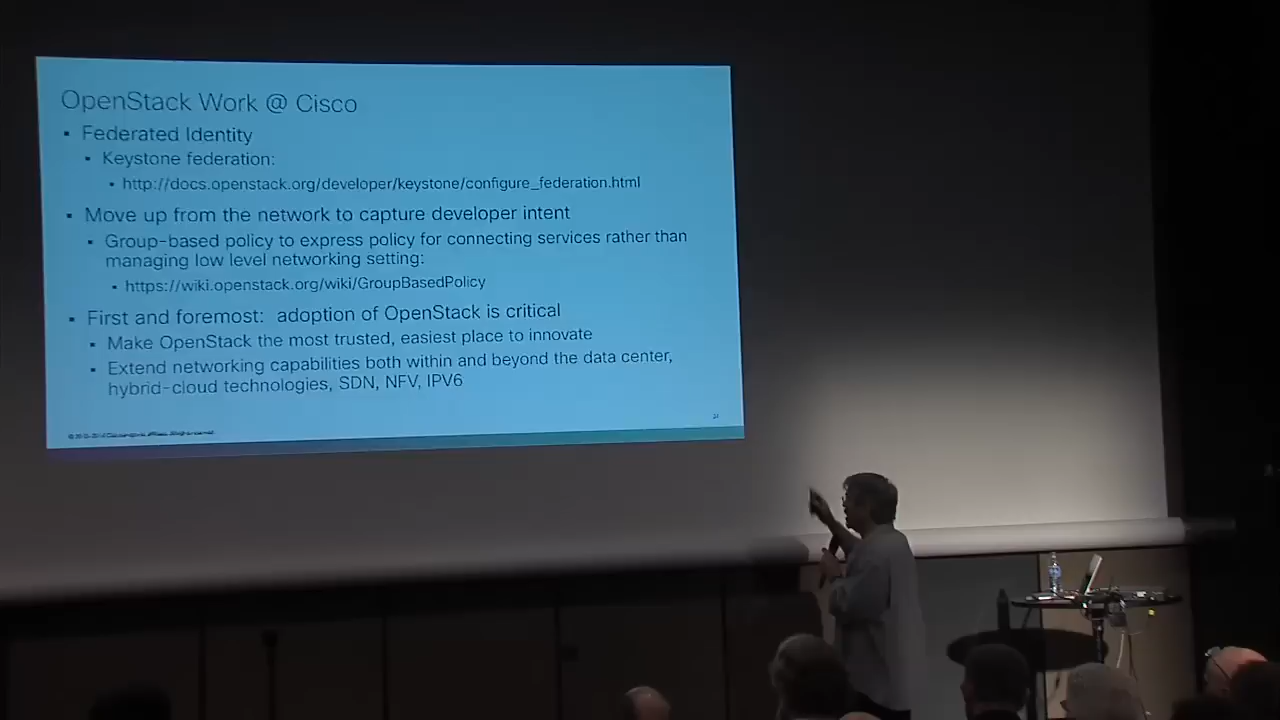 OpenStack Work @ Cisco
▪ Federated Identity
▪ Keystone federation:
▪ http://docs.openstack.org/developer/keystone/configure_federation.html
▪ Move up from the network to capture developer intent
▪ Group-based policy to express policy for connecting services rather than
managing low level networking setting:
▪ https://wiki.openstack.org/wiki/GroupBasedPolicy
▪ First and foremost: adoption of OpenStack is critical
▪ Make OpenStack the most trusted, easiest place to innovate
▪ Extend networking capabilities both within and beyond the data center,
hybrid-cloud technologies, SDN, NFV, IPV6